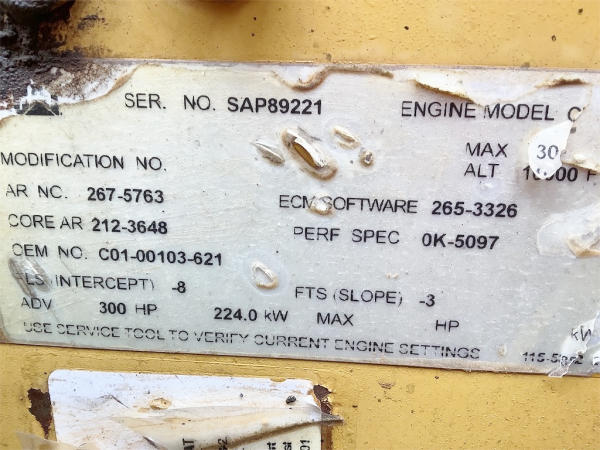 SER. NO. SAP89221 ENGINE MODEL
MODIFICATION NO. MAX
ALT
AR NO. 267-5763 ECM SOFTWARE 265-3326
CORE AR 212-3648 PERF SPEC 0K-5097
OEM NO. C01-00103-621
FLS (INTERCEPT) -8 FTS (SLOPE) -3
ADV 300 HP 224.0 kW MAX HP kW
USE SERVICE TOOL TO VERIFY CURRENT ENGINE SETTINGS